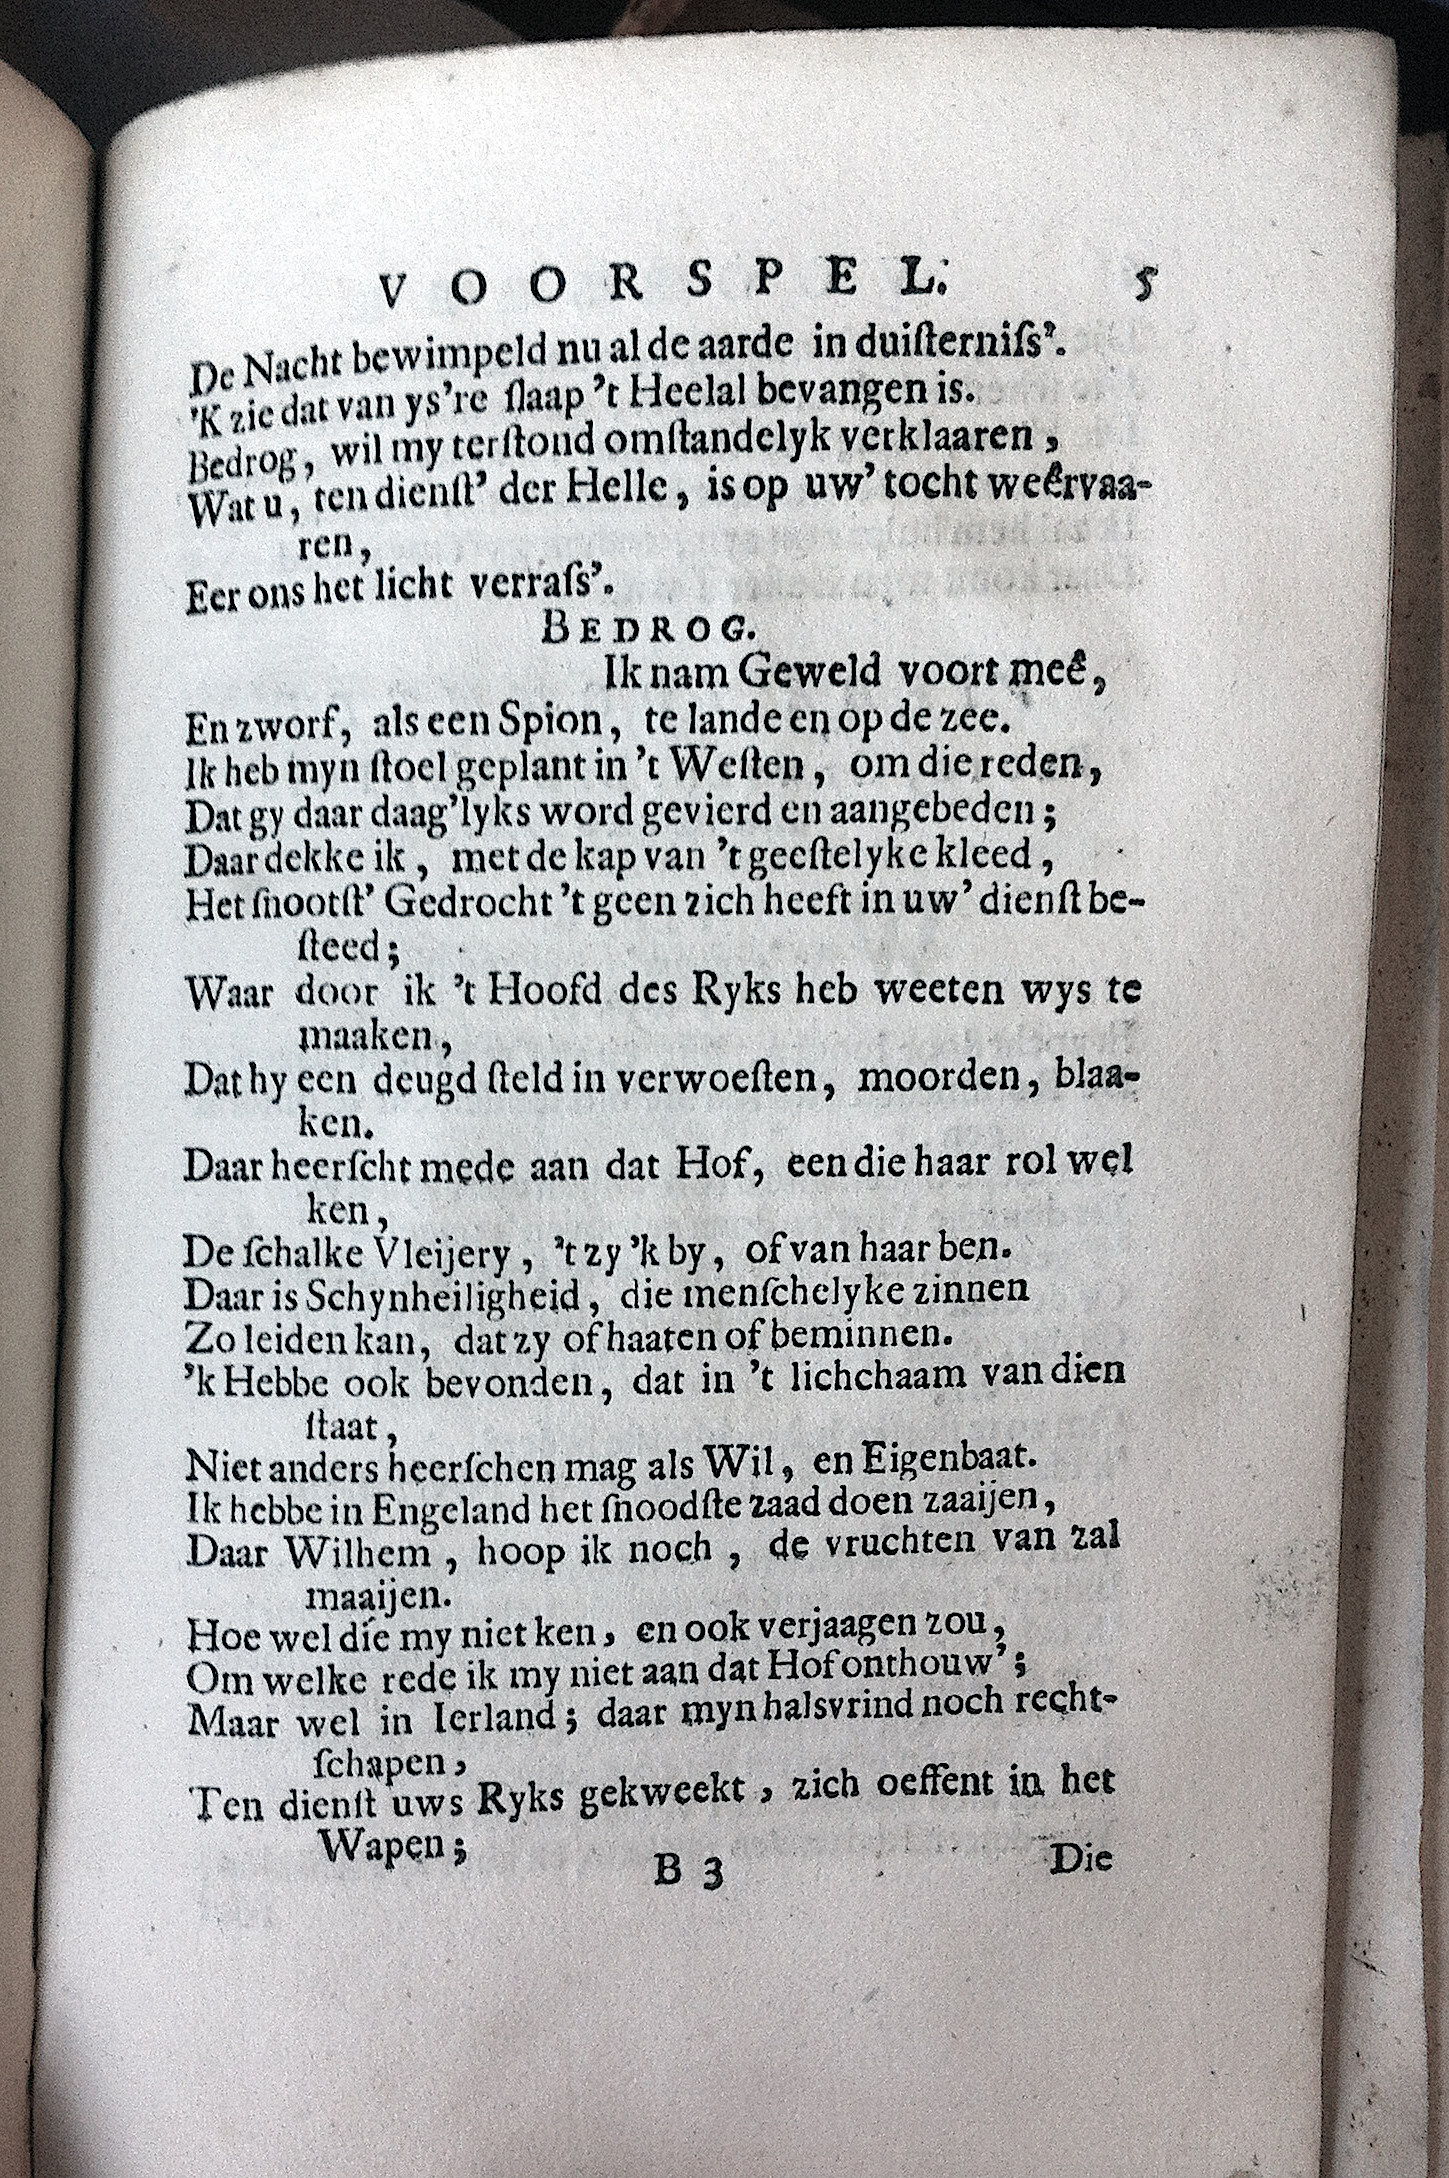 VOORSPEL. 5
De Nacht bewimpeld nu al de aarde in duiſterniſs'.
'K zie dat van ys're ſlaap 't Heelal bevangen is.
Bedrog, wil my terſtond omſtandelyk verklaaren,
Wat u, ten dienſt' der Helle, is op uw' tocht weêrvaa-
ren,
Eer ons het licht verraſs'.
BEDROG.
Ik nam Geweld voort meê,
En zworf, als een Spion, te lande en op de zee.
Ik heb myn ſtoel geplant in 't Weſten, om die reden,
Dat gy daar daag'lyks word gevierd en aangebeden;
Daar dekke ik, met de kap van 't geeſtelyke kleed,
Het ſnootſt' Gedrocht 't geen zich heeft in uw' dienſt be-
ſteed;
Waar door ik 't Hoofd des Ryks heb weeten wys te
maaken,
Dat hy een deugd ſteld in verwoeſten, moorden, blaa-
ken.
Daar heerſcht mede aan dat Hof, een die haar rol wel
ken,
De ſchalke Vleijery, 't zy 'k by, of van haar ben.
Daar is Schynheiligheid, die menſchelyke zinnen
Zo leiden kan, dat zy of haaten of beminnen.
'k Hebbe ook bevonden, dat in 't lichchaam van dien
ſtaat,
Niet anders heerſchen mag als Wil, en Eigenbaat.
Ik hebbe in Engeland het ſnoodſte zaad doen zaaijen,
Daar Wilhem, hoop ik noch, de vruchten van zal
maaijen.
Hoe wel die my niet ken, en ook verjaagen zou,
Om welke rede ik my niet aan dat Hof onthouw';
Maar wel in Ierland; daar myn halsvrind noch recht-
ſchapen,
Ten dienſt uws Ryks gekweekt, zich oeffent in het
Wapen;
B 3 Die